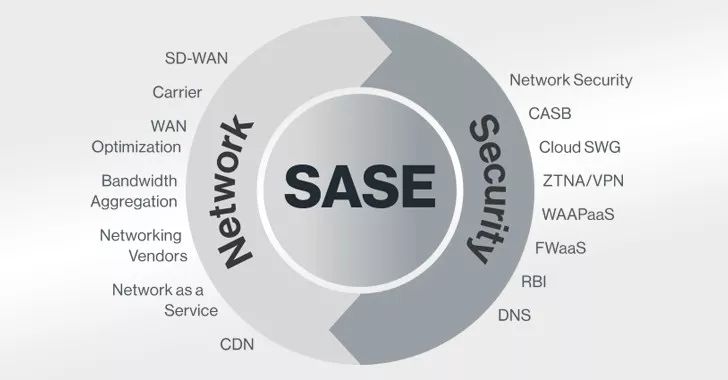 SD-WAN
Carrier
WAN
Optimization
Bandwidth
Aggregation
Networking
Vendors
Network as a
Service
CDN
Network
SASE
Security
Network Security
CASB
Cloud SWG
ZTNA/VPN
WAAPaaS
FWaaS
RBI
DNS